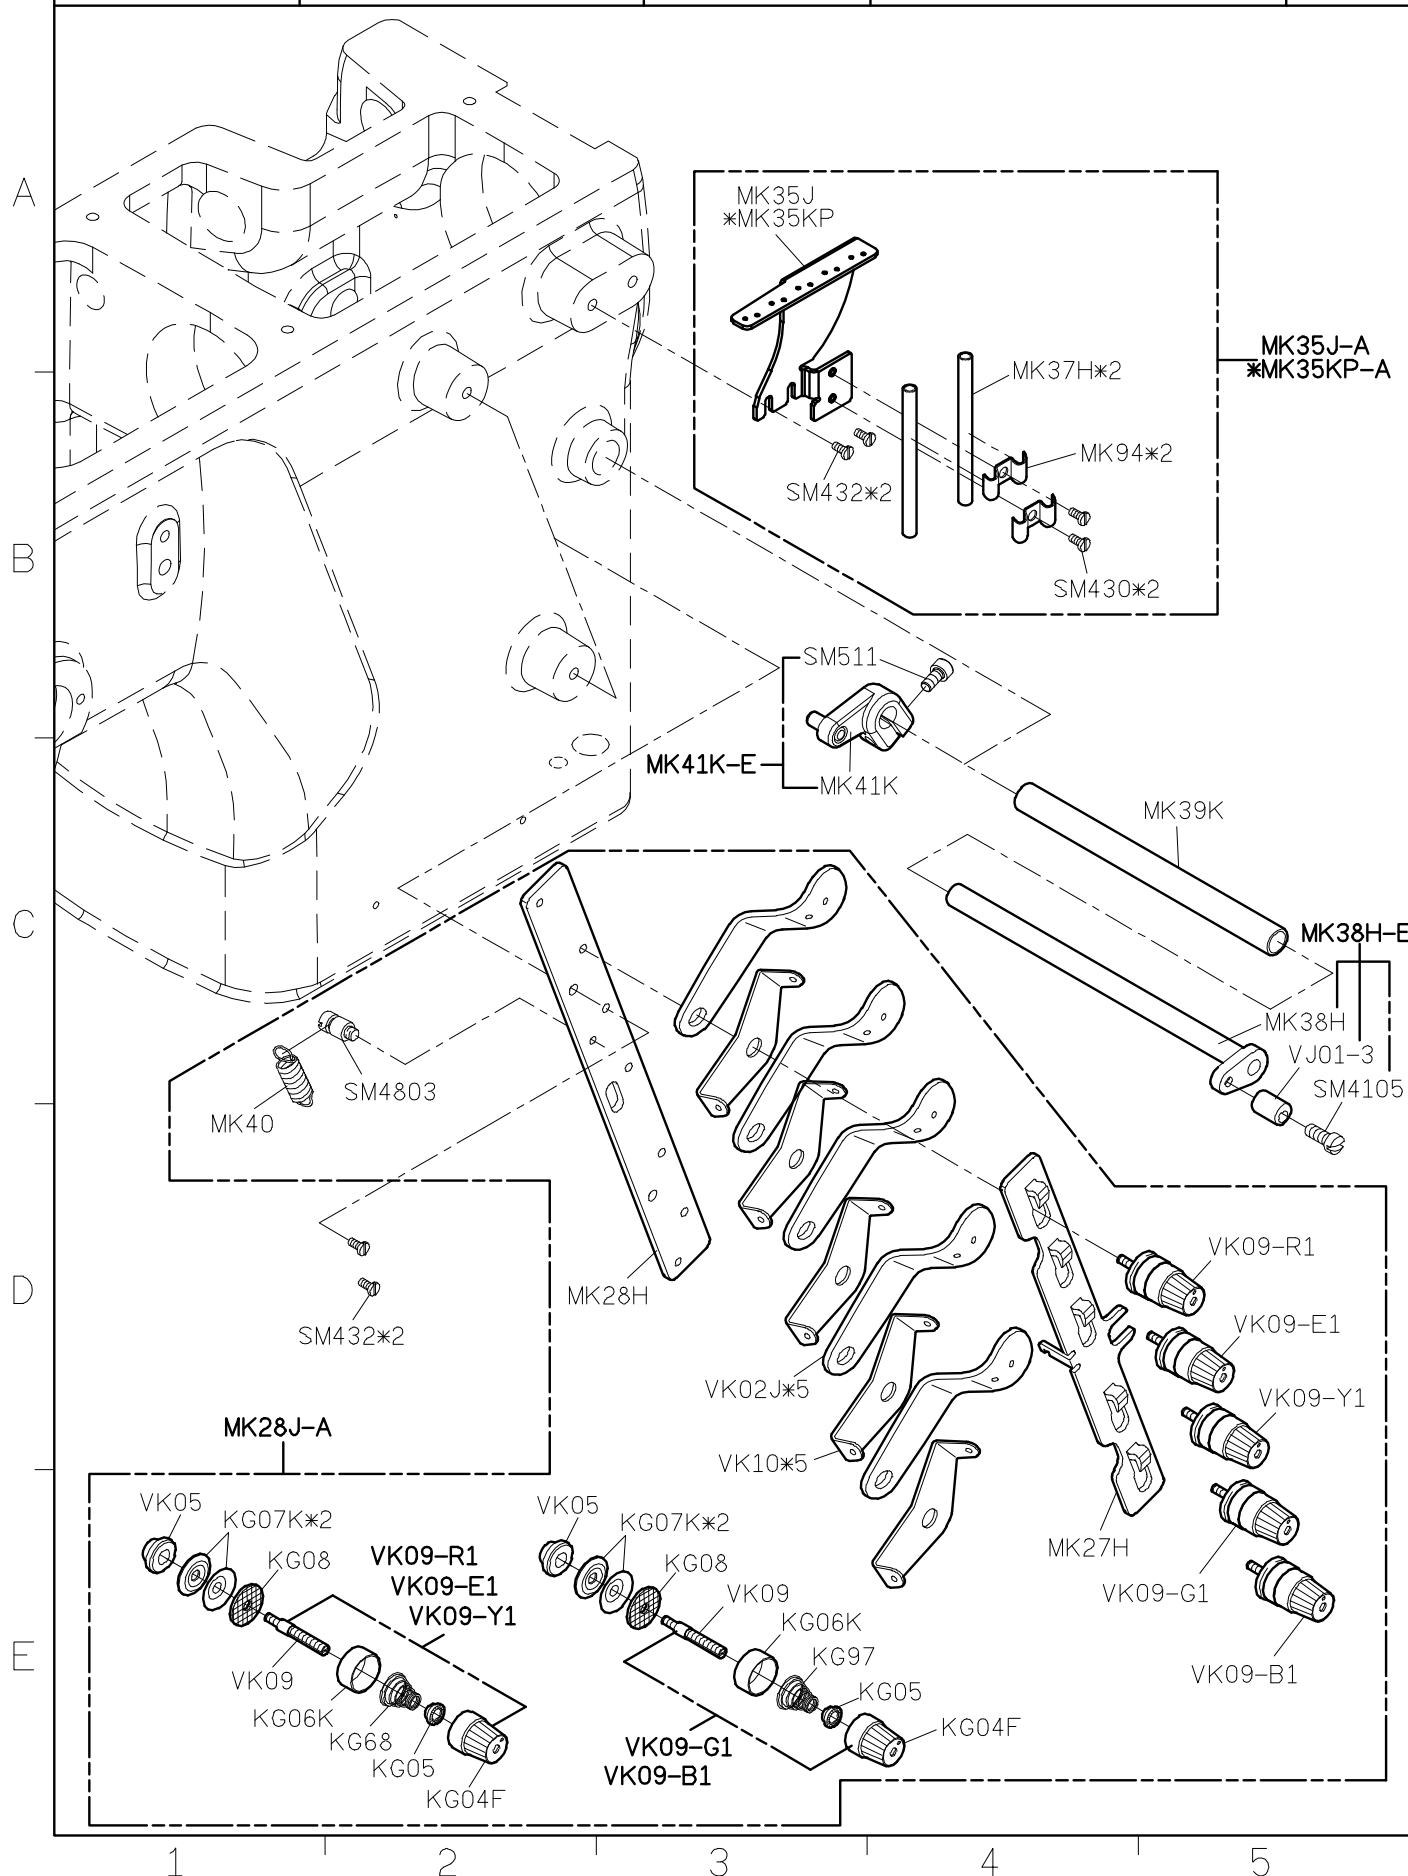 A
MK35J
*MK35KP
MK35J-A
*MK35KP-A
MK37H*2
MK94*2
SM432*2
B
SM430*2
SM511
MK41K-E
MK41K
MK39K
C
MK38H-E
MK38H
VJ01-3
SM4105
SM4803
MK40
D
VK09-R1
MK28H
VK09-E1
SM432*2
VK02J*5
VK09-Y1
MK28J-A
VK10*5
VK05
KG07K*2
KG08
VK09-R1
VK09-E1
VK09-Y1
VK05
KG07K*2
KG08
VK09
MK27H
VK09-G1
E
VK09
KG06K
KG68
KG05
KG04F
KG06K
KG97
KG05
KG04F
VK09-G1
VK09-B1
VK09-B1
1
2
3
4
5